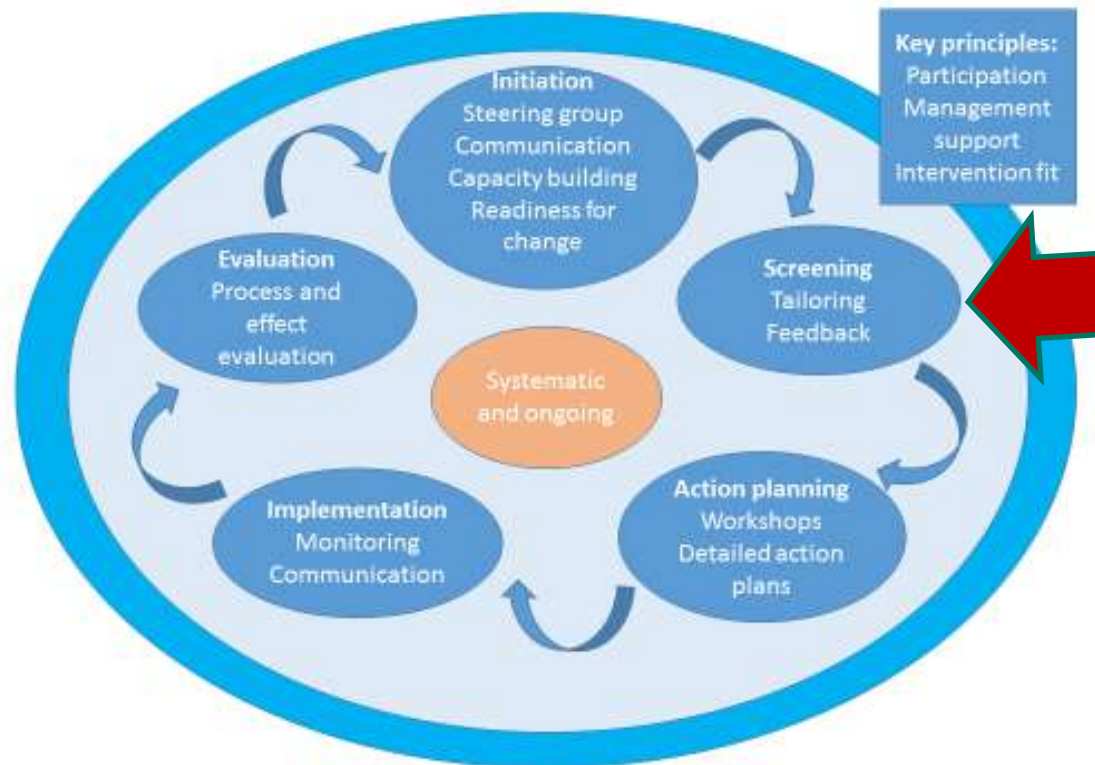 Key principles:
Participation
Management
support
Intervention fit
Initiation
Steering group
Communication
Capacity building
Readiness for
change
Screening
Tailoring
Feedback
Action planning
Workshops
Detailed action
plans
Implementation
Monitoring
Communication
Evaluation
Process and
effect
evaluation
Systematic
and ongoing